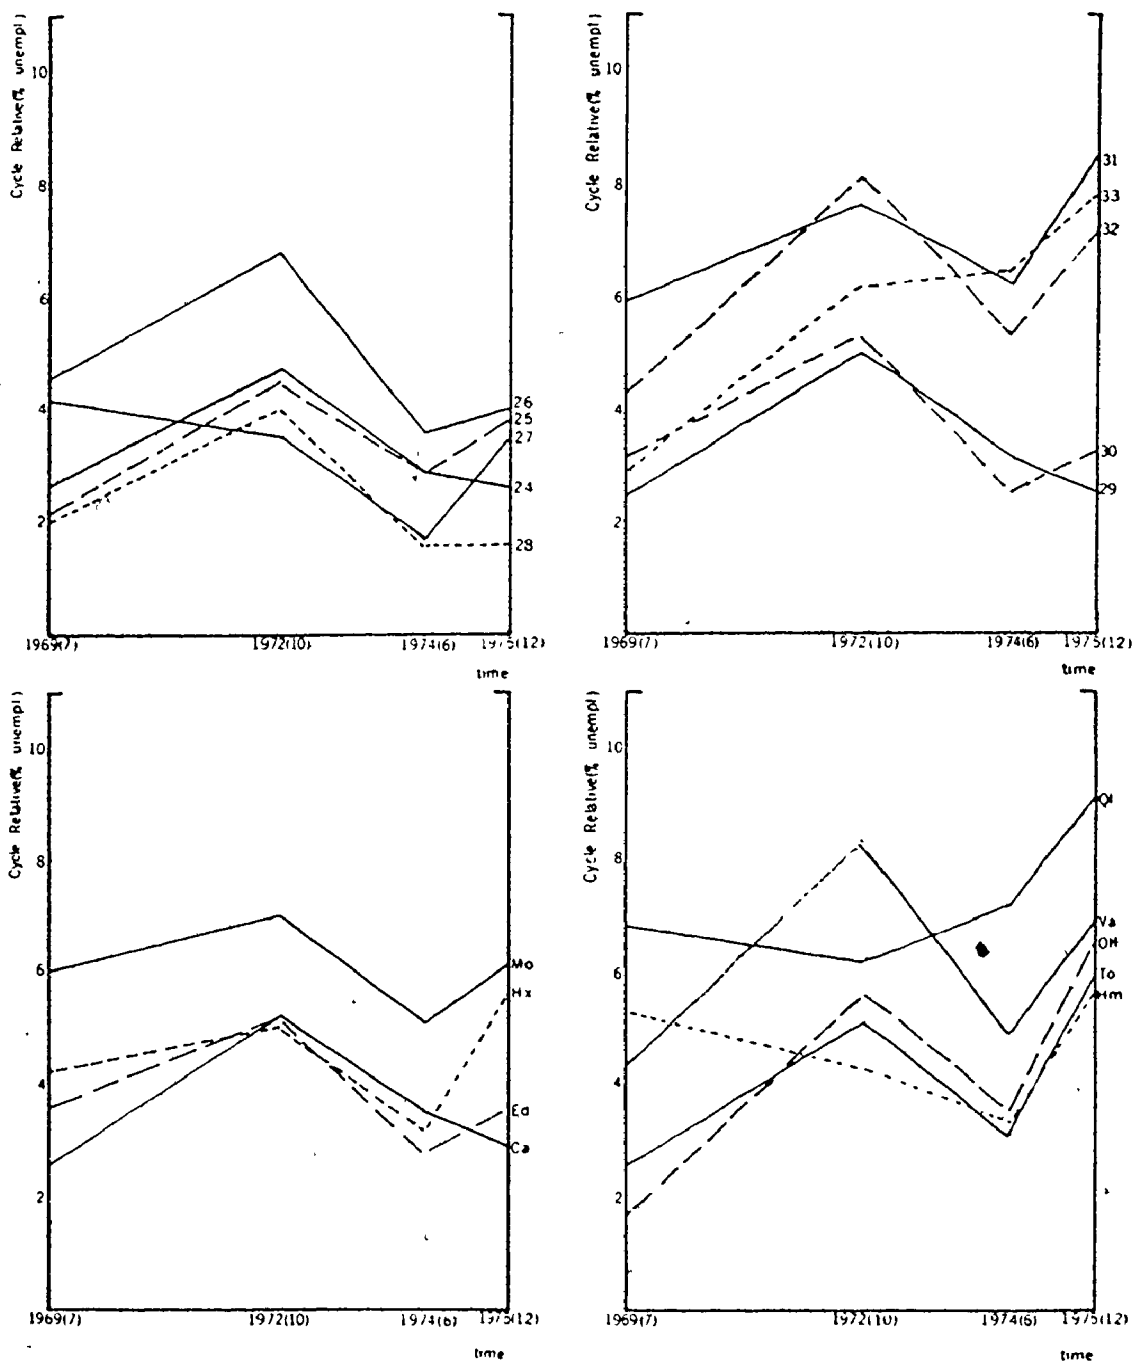 Cycle Relative(% unempl)
10
8
6
4
2
26
25
27
24
28
1969(7) 1972(10) 1974(6) 1975(12)
time
Cycle Relative(% unempl)
10
8
6
4
2
31
33
32
30
29
1969(7) 1972(10) 1974(6) 1975(12)
time
Cycle Relative(% unempl)
10
8
6
4
2
Mo
Hx
Ed
Ca
1969(7) 1972(10) 1974(6) 1975(12)
time
Cycle Relative(% unempl)
10
8
6
4
2
Va
To
Hm
1969(7) 1972(10) 1974(6) 1975(12)
time